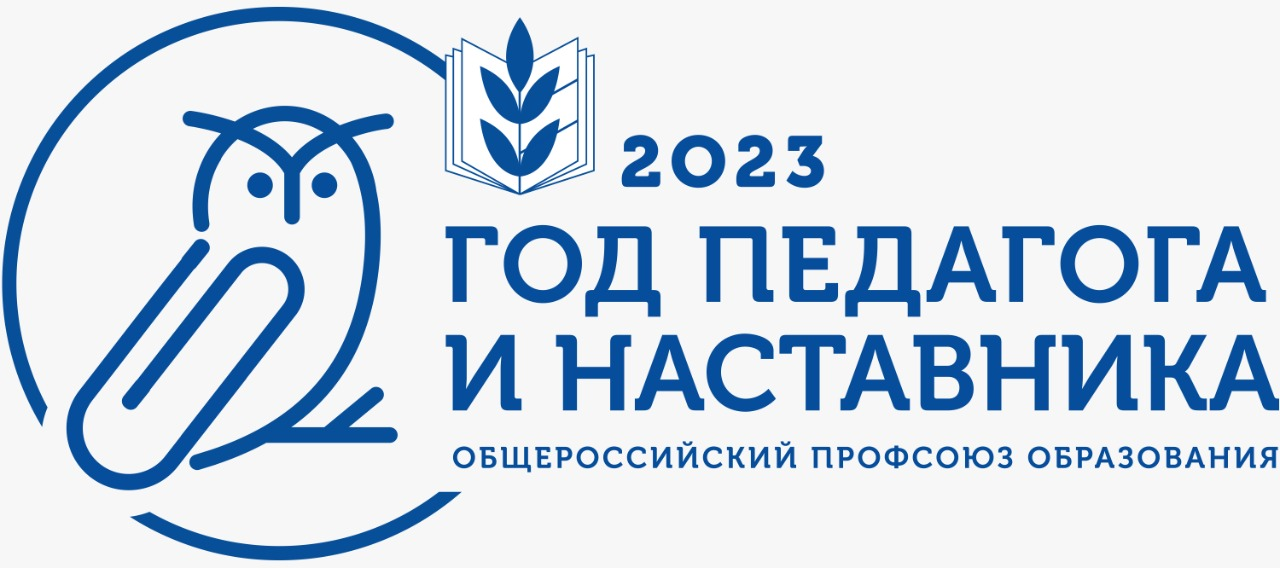 2023
ГОД ПЕДАГОГА
И НАСТАВНИКА
ОБЩЕРОССИЙСКИЙ ПРОФСОЮЗ ОБРАЗОВАНИЯ